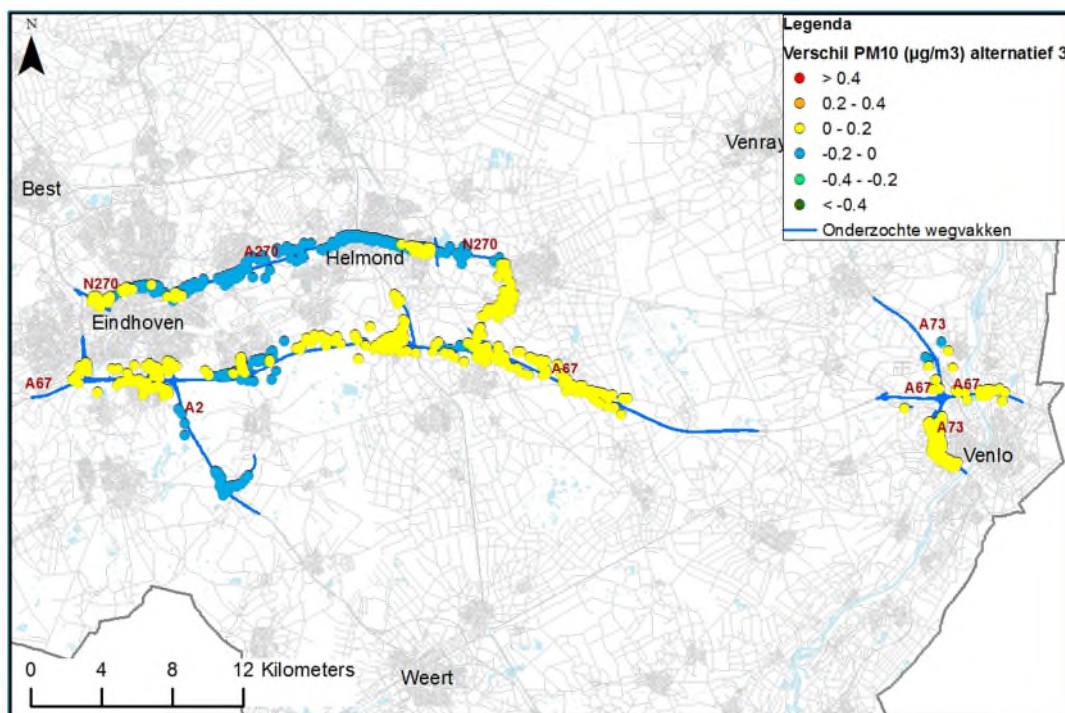 N
Legenda
Verschil PM10 (µg/m3) alternatief 3
> 0.4
0.2 - 0.4
0 - 0.2
-0.2 - 0
-0.4 - -0.2
< -0.4
Onderzochte wegvakken
Venray
Best
A270
N270
Helmond
N270
Eindhoven
A73
A67
A67
A67
A67
A2
A73
Venlo
0 4 8 12 Kilometers
Weert